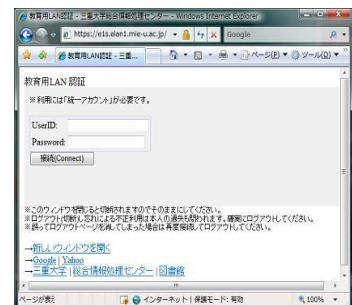 教育用LAN認証 - 三重大学総合情報処理センター - Windows Internet Explorer
https://e1s.elan1.mie-u.ac.jp/
Google
教育用LAN認証 - 三重...
ページ(P)
ツール(O)
教育用LAN 認証
※利用には「統一アカウント」が必要です。
UserID:
Password:
接続(Connect)
※このウィンドウを閉じると切断されますのでそのままにしてください。
※ログアウト(切断)し忘れによる不正利用は本人の過失も問われます。確実にログアウトしてください。
※誤ってログアウトページを消してしまった場合は再度接続してログアウトしてください。
→新しいウィンドウを開く
→Google | Yahoo
→三重大学 | 総合情報処理センター | 図書館
ページが表示
インターネット | 保護モード: 有効
100%